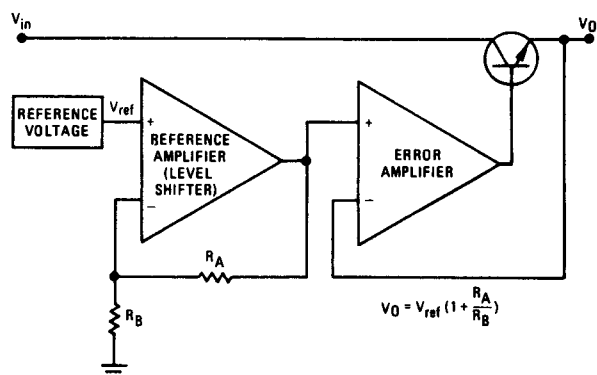 Vin
VO
REFERENCE
VOLTAGE
Vref
+
−
REFERENCE
AMPLIFIER
(LEVEL
SHIFTER)
+
−
ERROR
AMPLIFIER
RA
RB
VO = Vref (1 + RA/RB)